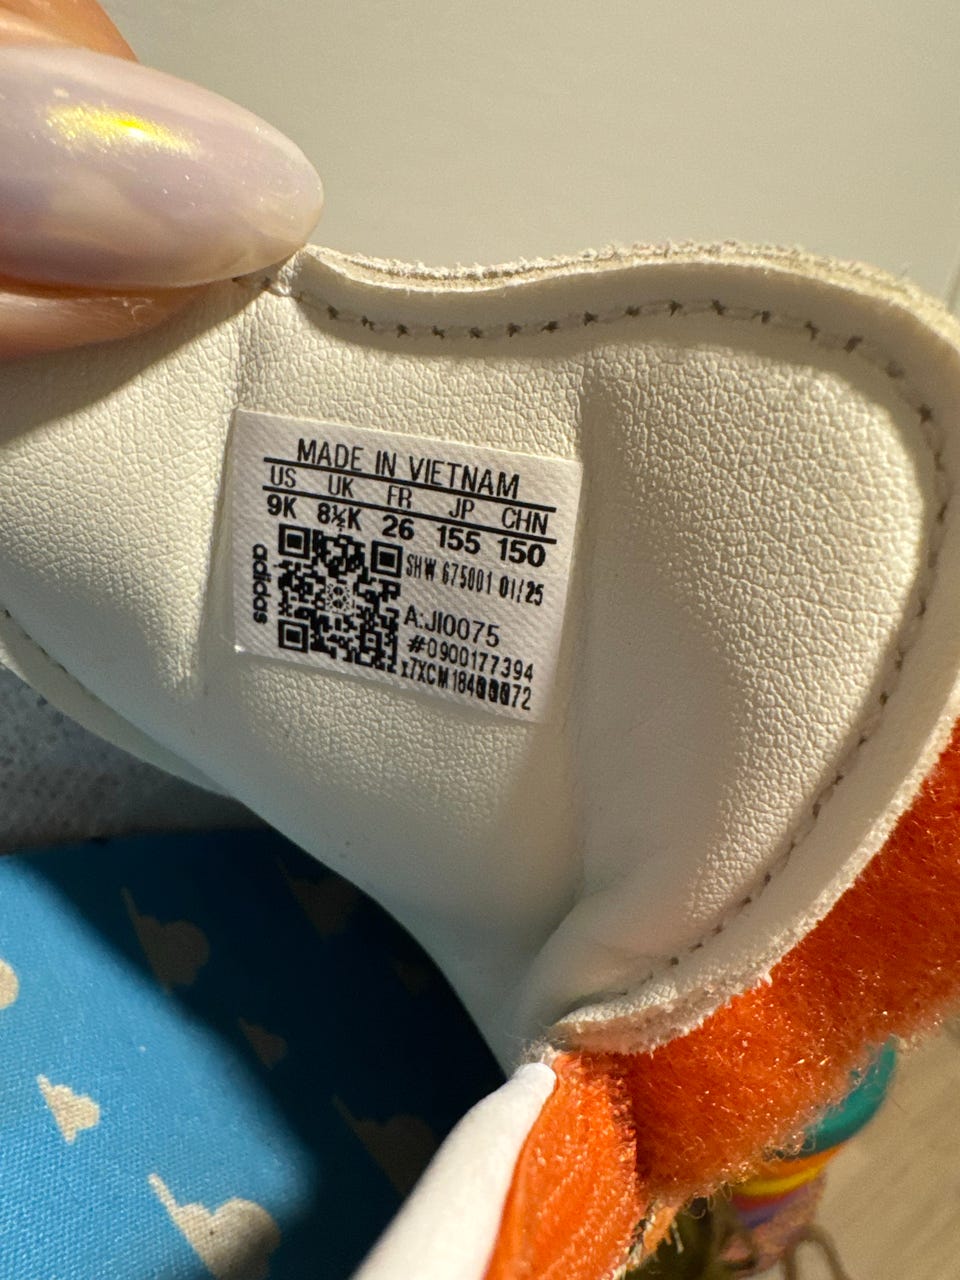 MADE IN VIETNAM
US UK FR JP CHN
9K 8½K 26 155 150
adidas
SHW 675001 01/25
A:JI0075
#0900177394